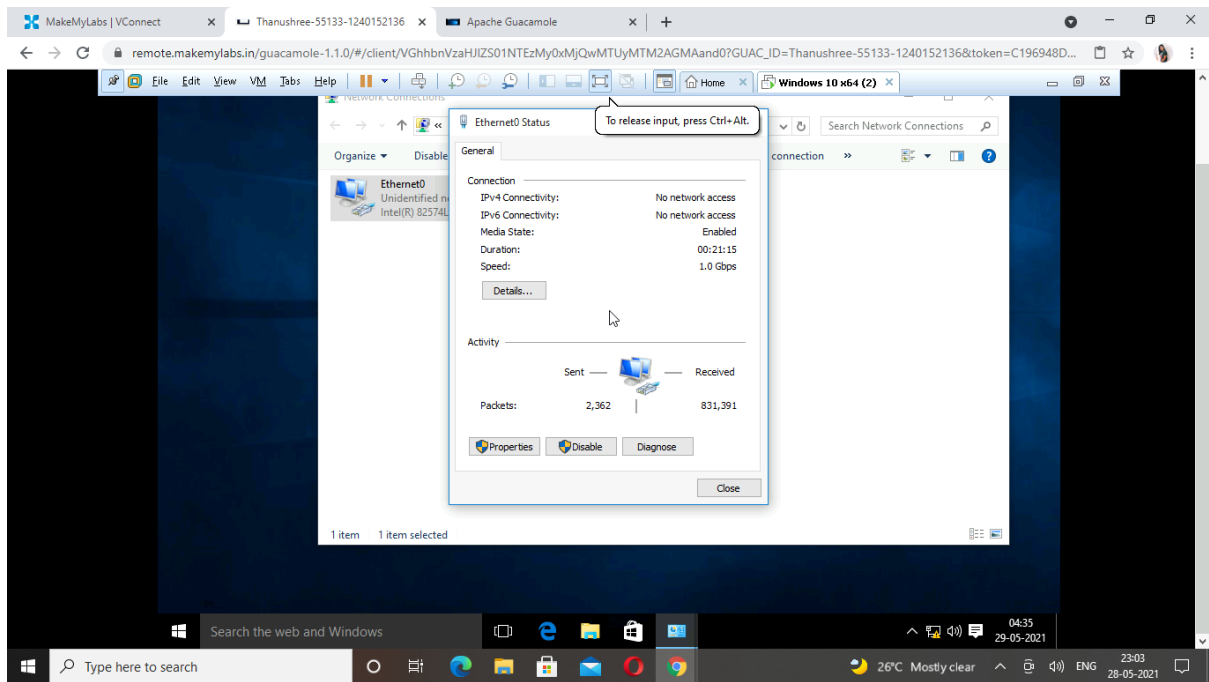 MakeMyLabs | VConnect
Thanushree-55133-1240152136
Apache Guacamole
remote.makemylabs.in/guacamole-1.1.0/#/client/VGhhbnVzaHJlZS01NTEzMy0xMjQwMTUyMTM2AGMAand0?GUAC_ID=Thanushree-55133-1240152136&token=C196948D...
File Edit View VM Tabs Help
Home
Windows 10 x64 (2)
Network Connections
To release input, press Ctrl+Alt.
Ethernet0 Status
Search Network Connections
Organize
Disable
connection
General
Ethernet0
Unidentified n
Intel(R) 82574L
Connection
IPv4 Connectivity: No network access
IPv6 Connectivity: No network access
Media State: Enabled
Duration: 00:21:15
Speed: 1.0 Gbps
Details...
Activity
Sent
Received
Packets: 2,362 831,391
Properties
Disable
Diagnose
Close
1 item 1 item selected
Search the web and Windows
04:35
29-05-2021
Type here to search
26°C Mostly clear
ENG
23:03
28-05-2021